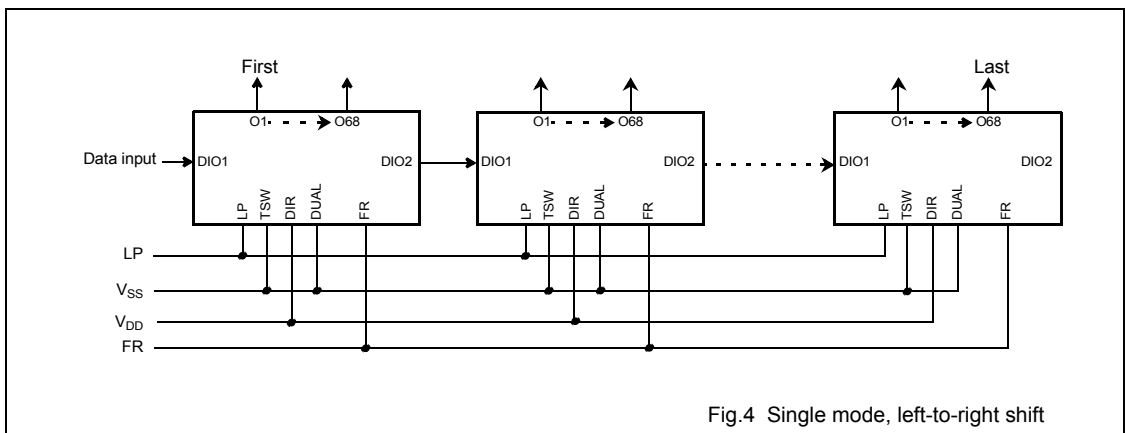 First Last
O1 O68 O1 O68 O1 O68
Data input DIO1 DIO2 DIO1 DIO2 DIO1 DIO2
LP TSW DIR DUAL FR LP TSW DIR DUAL FR LP TSW DIR DUAL FR
LP
VSS
VDD
FR
Fig.4 Single mode, left-to-right shift